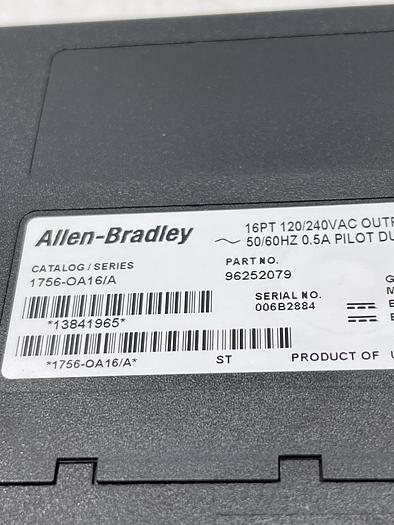 Allen-Bradley
16PT 120/240VAC OUTP
~ 50/60HZ 0.5A PILOT DU
CATALOG / SERIES
1756-OA16/A
PART NO.
96252079
SERIAL NO.
006B2884
*13841965*
*1756-OA16/A*
ST
PRODUCT OF U